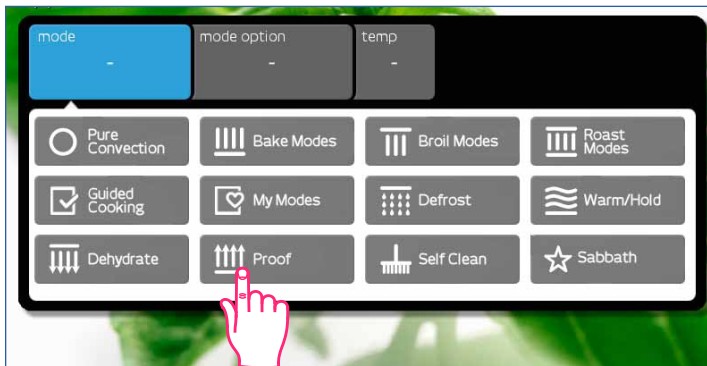 mode
mode option
temp
-
-
-
Pure
Convection
Bake Modes
Broil Modes
Roast
Modes
Guided
Cooking
My Modes
Defrost
Warm/Hold
Dehydrate
Proof
Self Clean
Sabbath